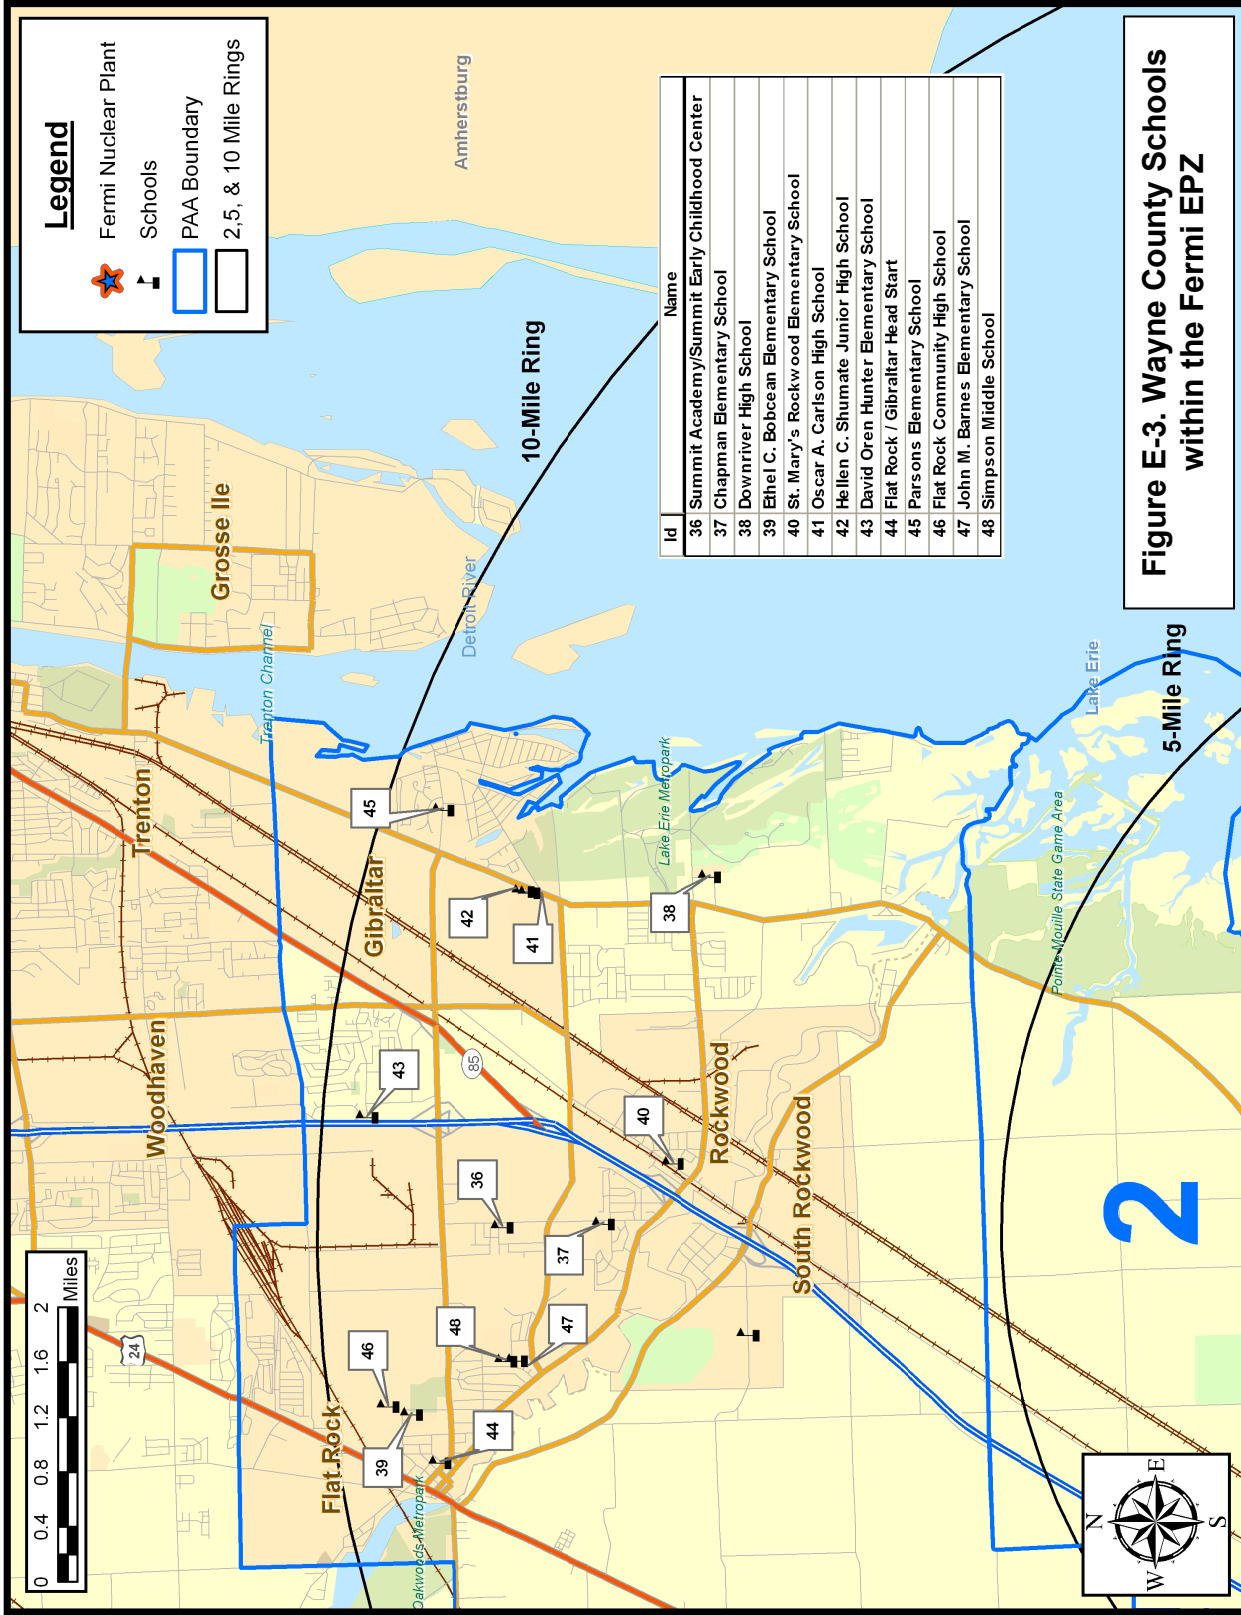 Legend
Fermi Nuclear Plant
Schools
PAA Boundary
2,5, & 10 Mile Rings
0 0.4 0.8 1.2 1.6 2
Miles
24
Trenton
Woodhaven
Grosse Ile
Trenton Channel
Amherstburg
10-Mile Ring
Detroit River
Flat Rock
Gibraltar
45
43
46
39
42
41
85
36
48
44
Oakwoods Metropark
37
47
40
38
Lake Erie Metropark
Rockwood
South Rockwood
Id Name
36 Summit Academy/Summit Early Childhood Center
37 Chapman Elementary School
38 Downriver High School
39 Ethel C. Bobcean Elementary School
40 St. Mary's Rockwood Elementary School
41 Oscar A. Carlson High School
42 Hellen C. Shumate Junior High School
43 David Oren Hunter Elementary School
44 Flat Rock / Gibraltar Head Start
45 Parsons Elementary School
46 Flat Rock Community High School
47 John M. Barnes Elementary School
48 Simpson Middle School
Pointe Mouille State Game Area
Lake Erie
5-Mile Ring
2
N
W E
S
Figure E-3. Wayne County Schools
within the Fermi EPZ